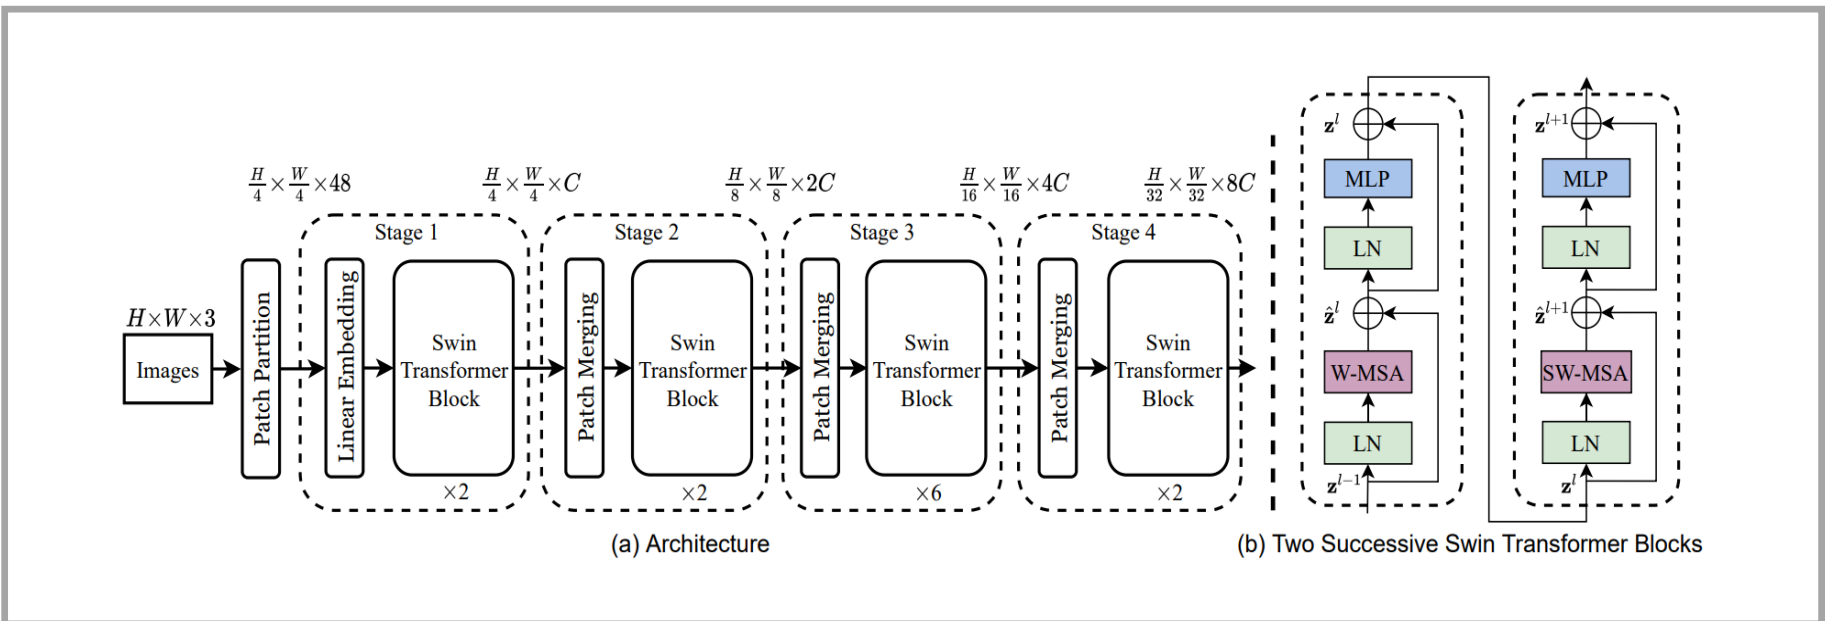 H/4 × W/4 × 48
H/4 × W/4 × C
H/8 × W/8 × 2C
H/16 × W/16 × 4C
H/32 × W/32 × 8C
Stage 1
Stage 2
Stage 3
Stage 4
H×W×3
Images
Patch Partition
Linear Embedding
Swin
Transformer
Block
×2
Patch Merging
Swin
Transformer
Block
×2
Patch Merging
Swin
Transformer
Block
×6
Patch Merging
Swin
Transformer
Block
×2
(a) Architecture
z^l
MLP
LN
ẑ^l
W-MSA
LN
z^{l−1}
z^{l+1}
MLP
LN
ẑ^{l+1}
SW-MSA
LN
z^l
(b) Two Successive Swin Transformer Blocks